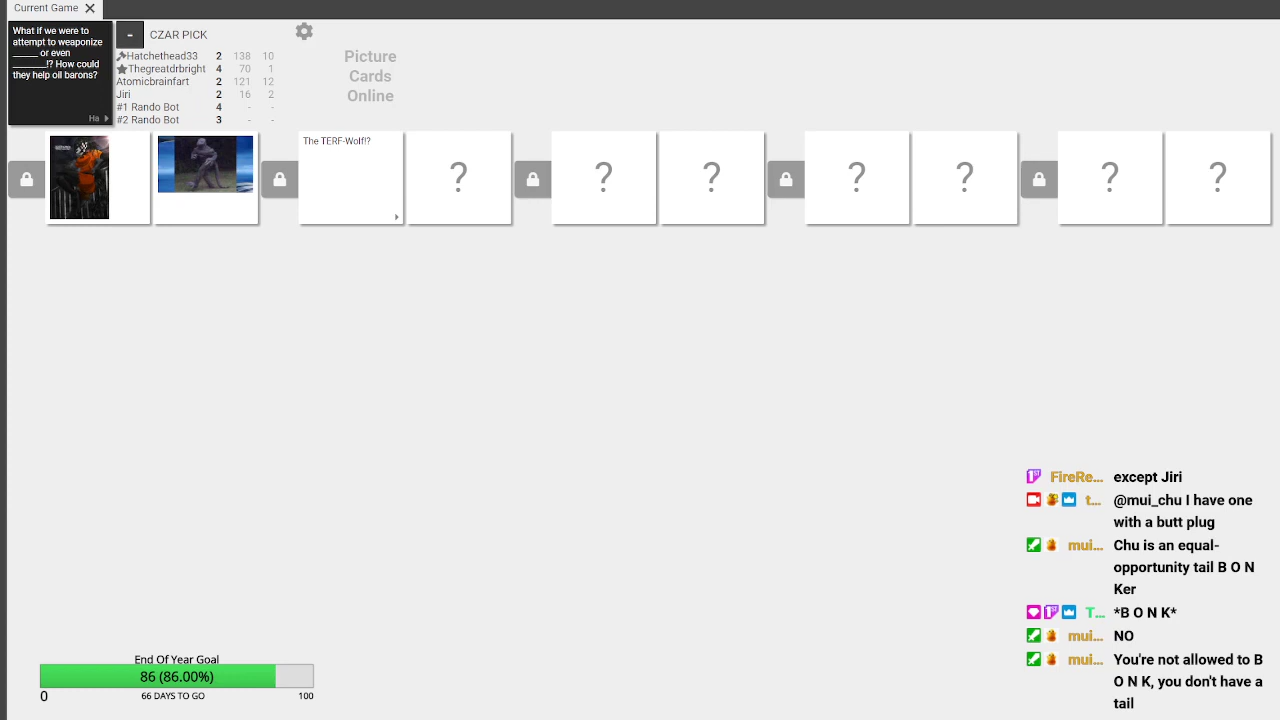 Current Game
What if we were to
attempt to weaponize
______ or even
______!? How could
they help oil barons?
Ha
-
CZAR PICK
Hatchethead33 2 138 10
Thegreatdrbright 4 70 1
Atomicbrainfart 2 121 12
Jiri 2 16 2
#1 Rando Bot 4 - -
#2 Rando Bot 3 - -
Picture
Cards
Online
The TERF-Wolf!?
?
?
?
?
?
?
?
FireRe... except Jiri
t... @mui_chu I have one
with a butt plug
mui... Chu is an equal-
opportunity tail B O N
Ker
T... *B O N K*
mui... NO
mui... You're not allowed to B
O N K, you don't have a
tail
End Of Year Goal
86 (86.00%)
0 66 DAYS TO GO 100